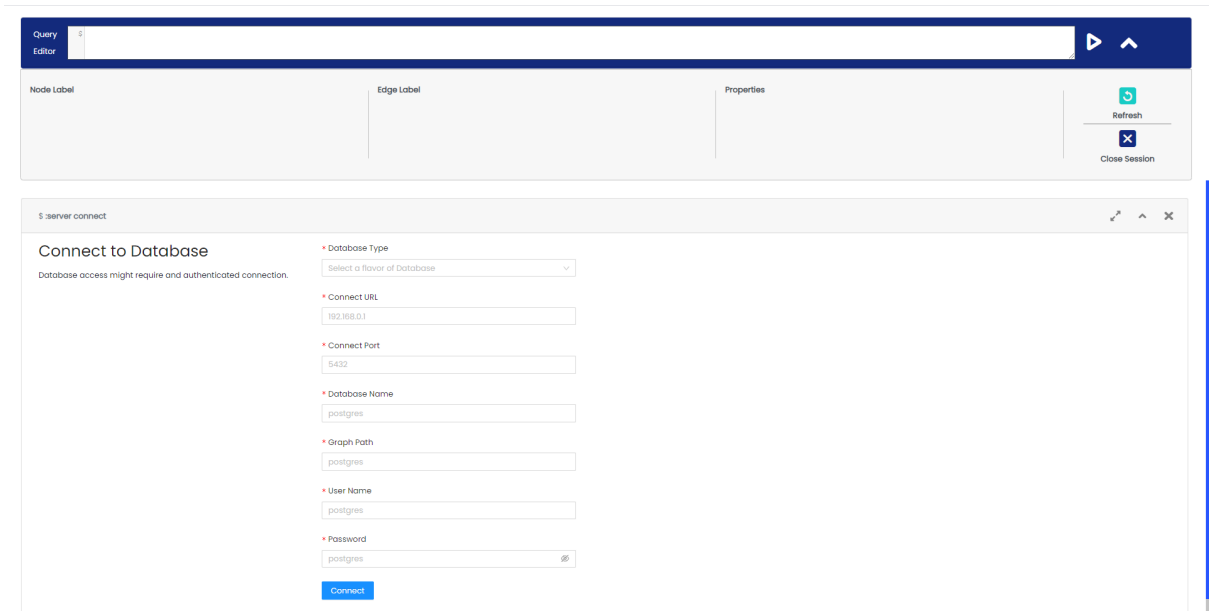 Query
Editor
$
Node Label
Edge Label
Properties
Refresh
Close Session
$ :server connect
Connect to Database
Database access might require and authenticated connection.
* Database Type
Select a flavor of Database
* Connect URL
192.168.0.1
* Connect Port
5432
* Database Name
postgres
* Graph Path
postgres
* User Name
postgres
* Password
postgres
Connect